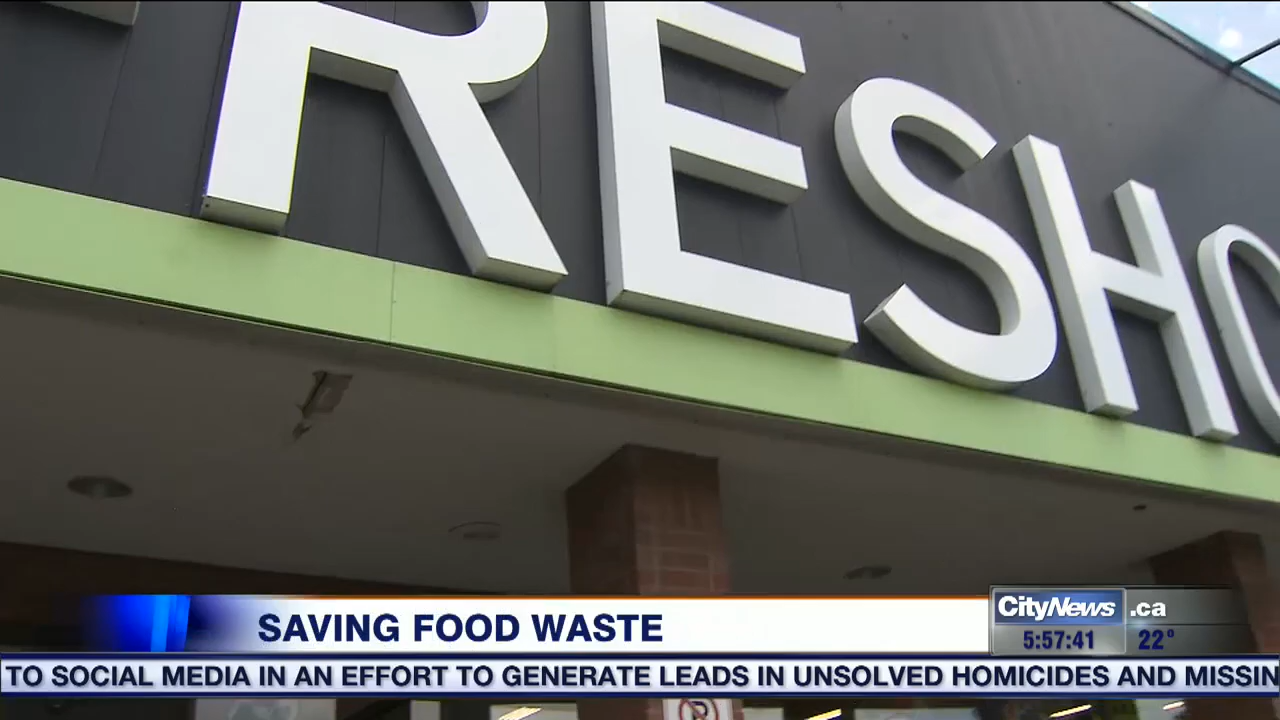 FRESHC
SAVING FOOD WASTE
CityNews .ca
5:57:41 22°
TO SOCIAL MEDIA IN AN EFFORT TO GENERATE LEADS IN UNSOLVED HOMICIDES AND MISSIN
P